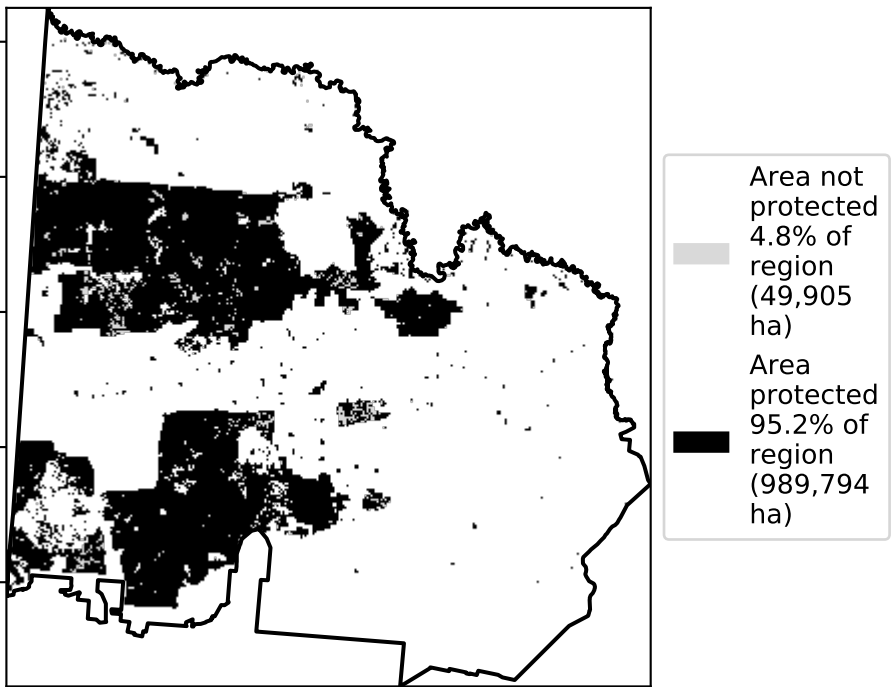 Area not
protected
4.8% of
region
(49,905
ha)
Area
protected
95.2% of
region
(989,794
ha)